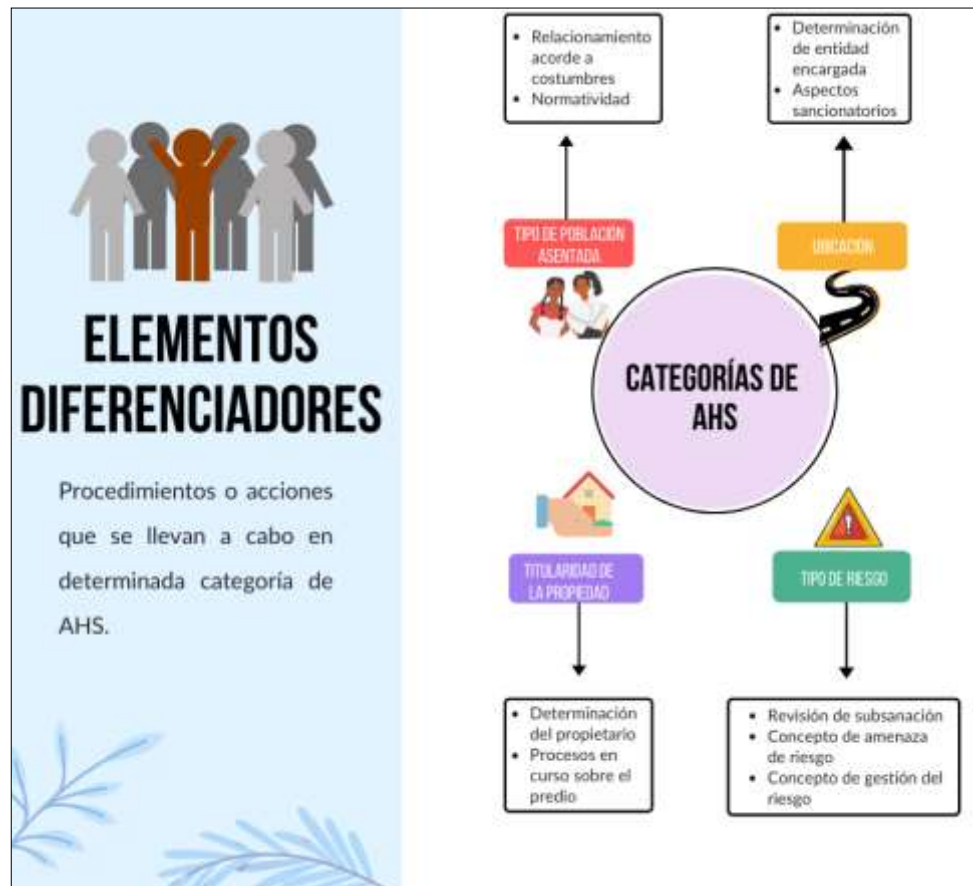 ELEMENTOS
DIFERENCIADORES
Procedimientos o acciones
que se llevan a cabo en
determinada categoría de
AHS.
• Relacionamiento
acorde a
costumbres
• Normatividad
• Determinación
de entidad
encargada
• Aspectos
sancionatorios
TIPO DE POBLACIÓN
ASENTADA
UBICACIÓN
CATEGORÍAS DE
AHS
TITULARIDAD DE
LA PROPIEDAD
TIPO DE RIESGO
• Determinación
del propietario
• Procesos en
curso sobre el
predio
• Revisión de subsanación
• Concepto de amenaza
de riesgo
• Concepto de gestión del
riesgo